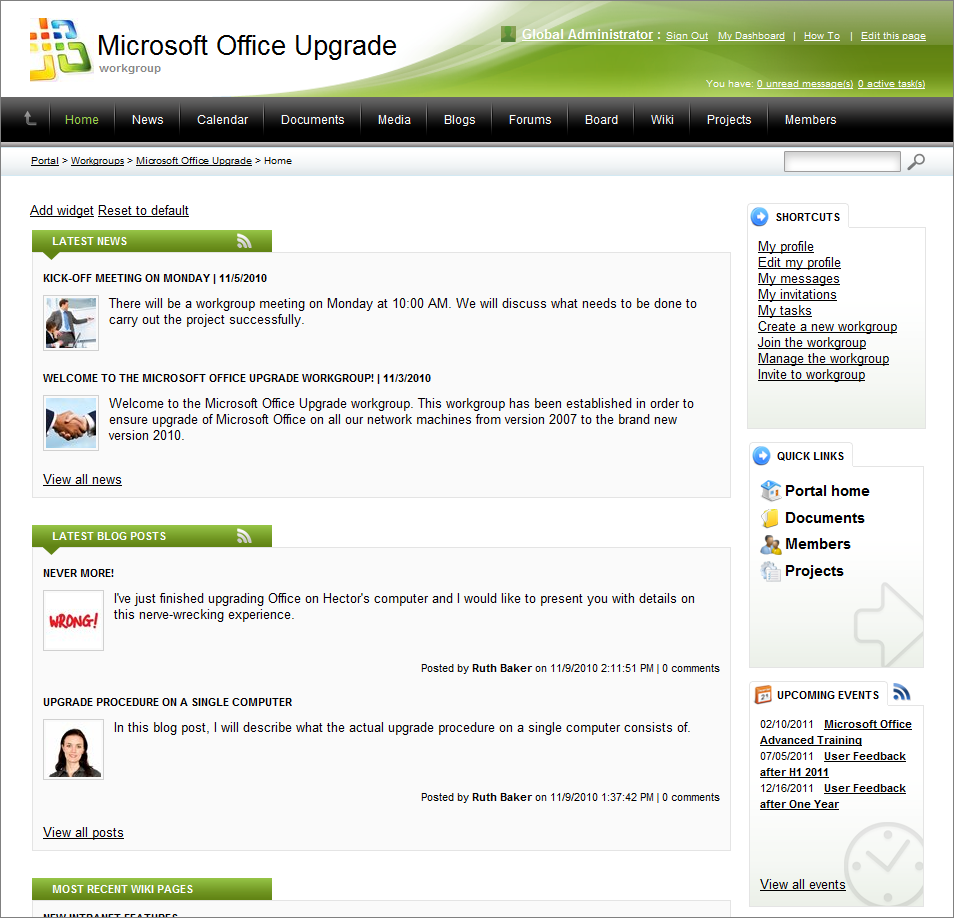 Microsoft Office Upgrade
workgroup
Global Administrator : Sign Out My Dashboard | How To | Edit this page
You have: 0 unread message(s) 0 active task(s)
Home News Calendar Documents Media Blogs Forums Board Wiki Projects Members
Portal > Workgroups > Microsoft Office Upgrade > Home
Add widget Reset to default
LATEST NEWS
KICK-OFF MEETING ON MONDAY | 11/5/2010
There will be a workgroup meeting on Monday at 10:00 AM. We will discuss what needs to be done to
carry out the project successfully.
WELCOME TO THE MICROSOFT OFFICE UPGRADE WORKGROUP! | 11/3/2010
Welcome to the Microsoft Office Upgrade workgroup. This workgroup has been established in order to
ensure upgrade of Microsoft Office on all our network machines from version 2007 to the brand new
version 2010.
View all news
LATEST BLOG POSTS
NEVER MORE!
WRONG!
I've just finished upgrading Office on Hector's computer and I would like to present you with details on
this nerve-wrecking experience.
Posted by Ruth Baker on 11/9/2010 2:11:51 PM | 0 comments
UPGRADE PROCEDURE ON A SINGLE COMPUTER
In this blog post, I will describe what the actual upgrade procedure on a single computer consists of.
Posted by Ruth Baker on 11/9/2010 1:37:42 PM | 0 comments
View all posts
MOST RECENT WIKI PAGES
NEW INTRANET FEATURES
SHORTCUTS
My profile
Edit my profile
My messages
My invitations
My tasks
Create a new workgroup
Join the workgroup
Manage the workgroup
Invite to workgroup
QUICK LINKS
Portal home
Documents
Members
Projects
UPCOMING EVENTS
02/10/2011 Microsoft Office
Advanced Training
07/05/2011 User Feedback
after H1 2011
12/16/2011 User Feedback
after One Year
View all events